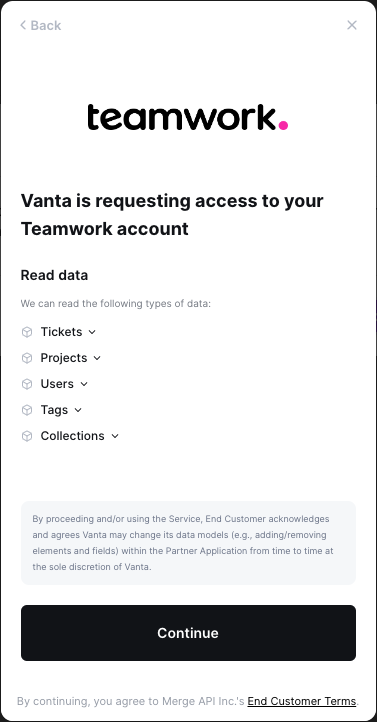 Back
teamwork.
Vanta is requesting access to your
Teamwork account
Read data
We can read the following types of data:
Tickets
Projects
Users
Tags
Collections
By proceeding and/or using the Service, End Customer acknowledges
and agrees Vanta may change its data models (e.g., adding/removing
elements and fields) within the Partner Application from time to time at
the sole discretion of Vanta.
Continue
By continuing, you agree to Merge API Inc.'s End Customer Terms.